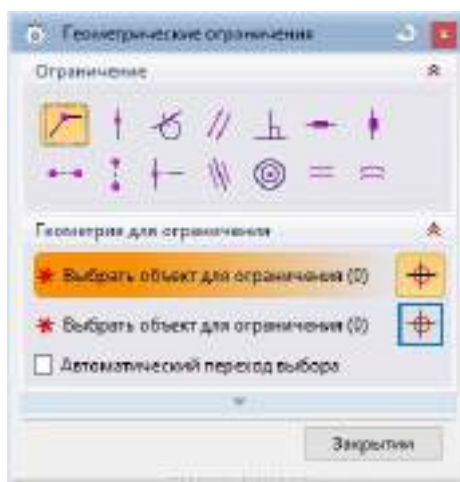 Геометрические ограничения
Ограничение
Геометрия для ограничения
* Выбрать объект для ограничения (0)
* Выбрать объект для ограничения (0)
Автоматический переход выбора
Закрытии